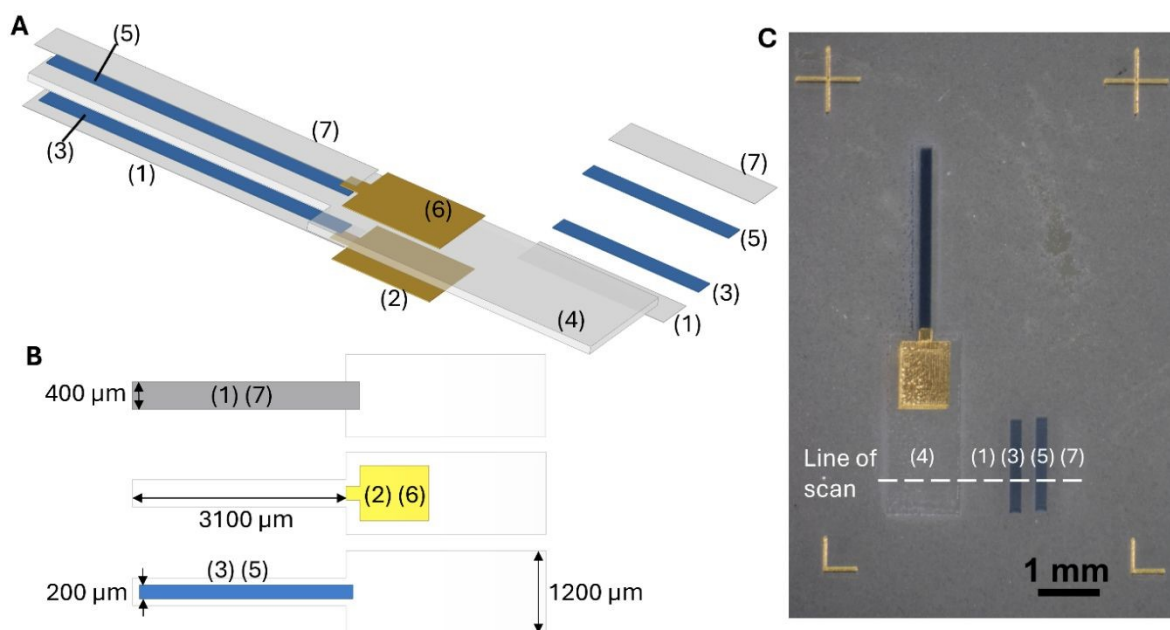 A
(5)
(7)
(3)
(1)
(6)
(2)
(4)
(7)
(5)
(3)
(1)
B
400 µm
(1) (7)
(2) (6)
3100 µm
(3) (5)
200 µm
1200 µm
C
Line of
scan
(4) (1) (3) (5) (7)
1 mm